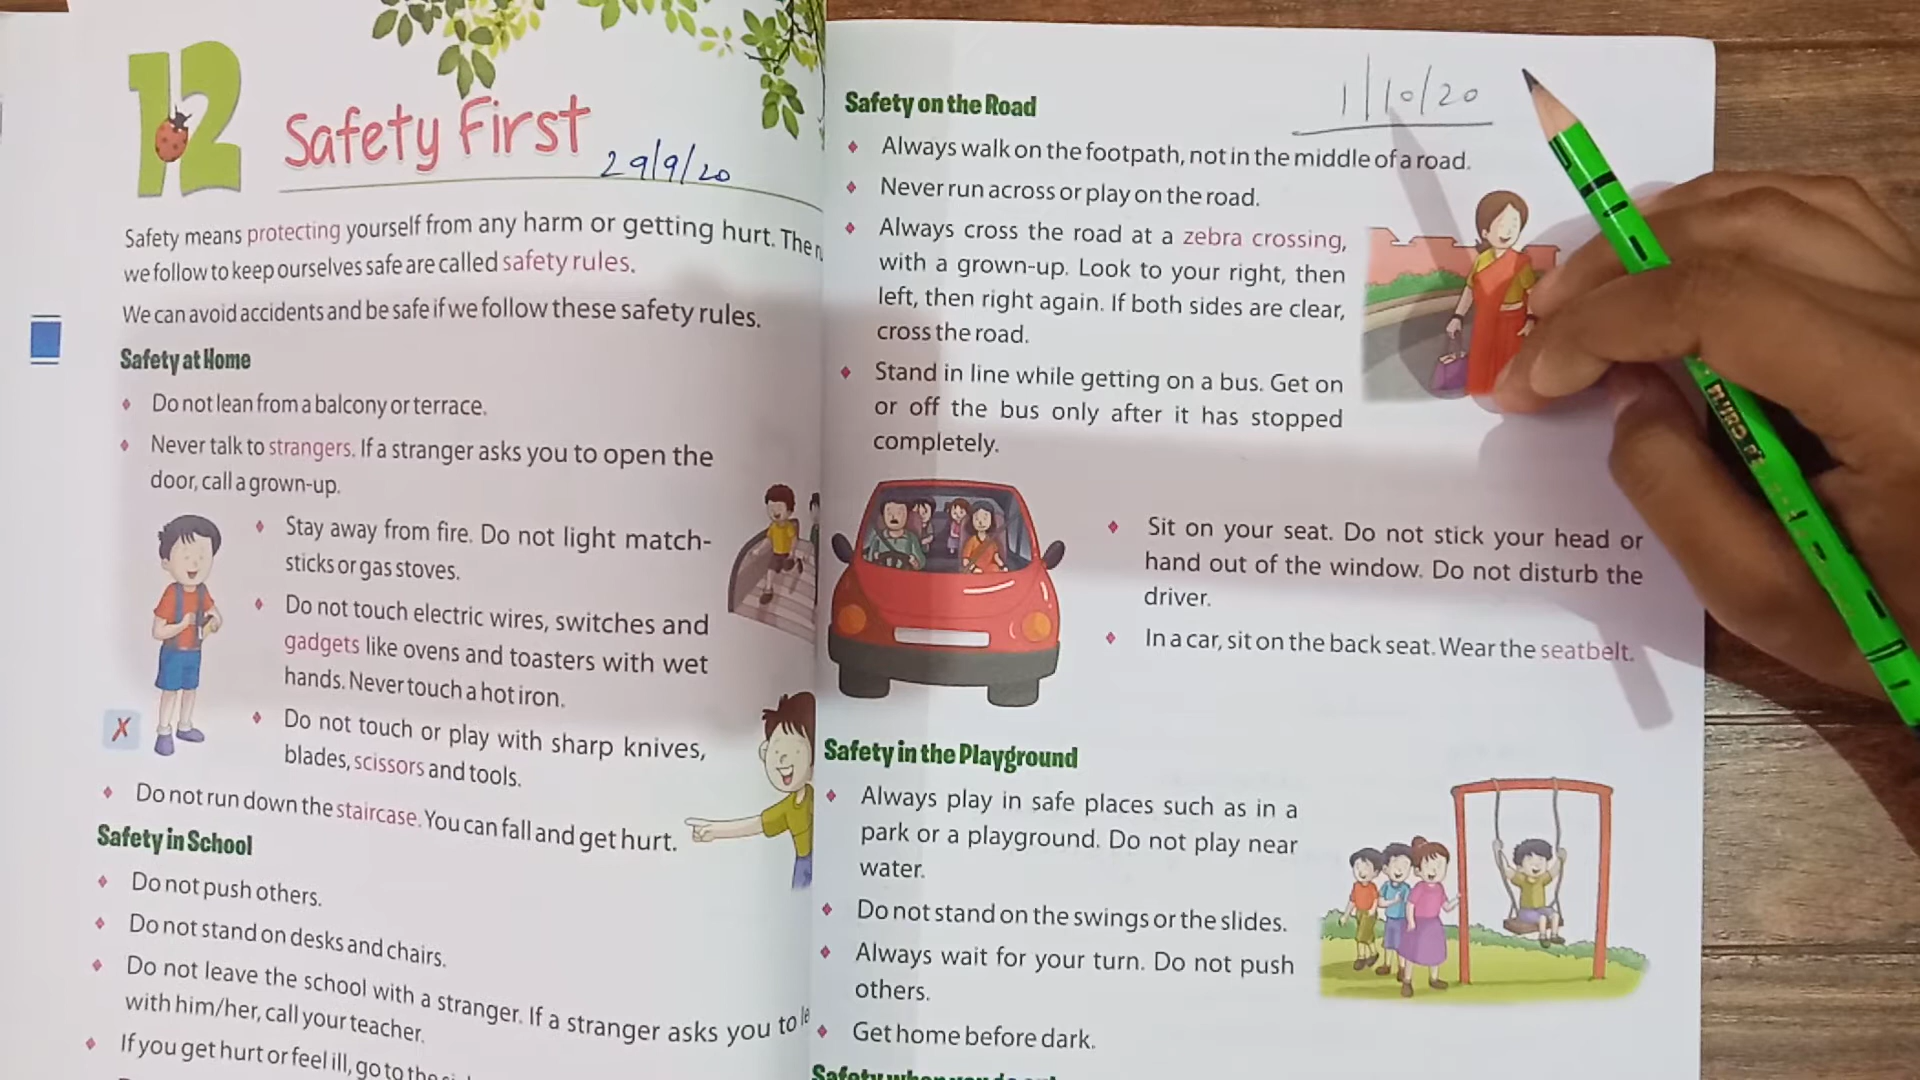 12
Safety First
29/9/20
Safety means protecting yourself from any harm or getting hurt. The
we follow to keep ourselves safe are called safety rules.
We can avoid accidents and be safe if we follow these safety rules.
Safety at Home
Do not lean from a balcony or terrace.
Never talk to strangers. If a stranger asks you to open the
door, call a grown-up.
Stay away from fire. Do not light match-
sticks or gas stoves.
Do not touch electric wires, switches and
gadgets like ovens and toasters with wet
hands. Never touch a hot iron.
Do not touch or play with sharp knives,
blades, scissors and tools.
X
Do not run down the staircase. You can fall and get hurt.
Safety in School
Do not push others.
Do not stand on desks and chairs.
Do not leave the school with a stranger. If a stranger asks you to
with him/her, call your teacher.
If you get hurt or feel ill, go to the
1/10/20
Safety on the Road
Always walk on the footpath, not in the middle of a road.
Never run across or play on the road.
Always cross the road at a zebra crossing,
with a grown-up. Look to your right, then
left, then right again. If both sides are clear,
cross the road.
Stand in line while getting on a bus. Get on
or off the bus only after it has stopped
completely.
Sit on your seat. Do not stick your head or
hand out of the window. Do not disturb the
driver.
In a car, sit on the back seat. Wear the seatbelt.
Safety in the Playground
Always play in safe places such as in a
park or a playground. Do not play near
water.
Do not stand on the swings or the slides.
Always wait for your turn. Do not push
others.
Get home before dark.
Safety when you